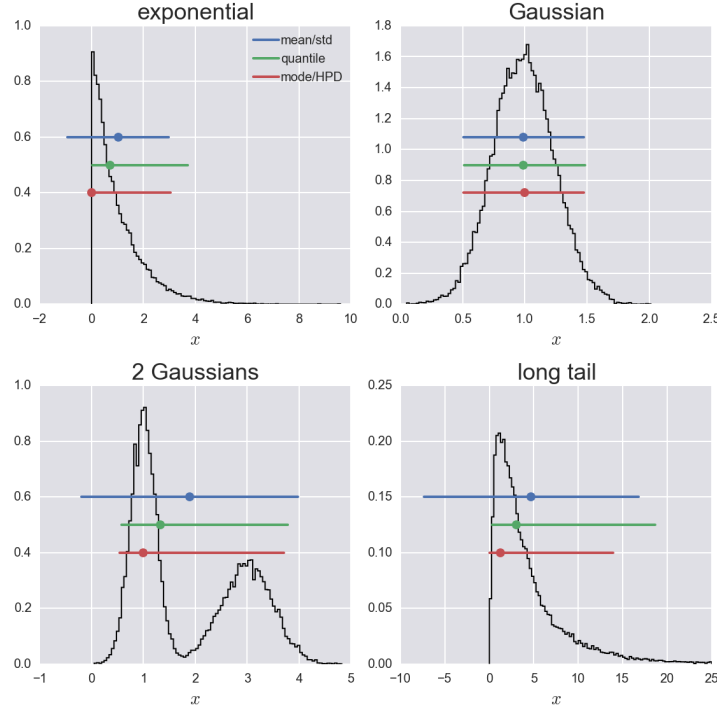 exponential
1.0
0.8
0.6
0.4
0.2
0.0
mean/std
quantile
mode/HPD
−2 0 2 4 6 8 10
x
Gaussian
1.8
1.6
1.4
1.2
1.0
0.8
0.6
0.4
0.2
0.0
0.0 0.5 1.0 1.5 2.0 2.5
x
2 Gaussians
1.0
0.8
0.6
0.4
0.2
0.0
−1 0 1 2 3 4 5
x
long tail
0.25
0.20
0.15
0.10
0.05
0.00
−10 −5 0 5 10 15 20 25
x